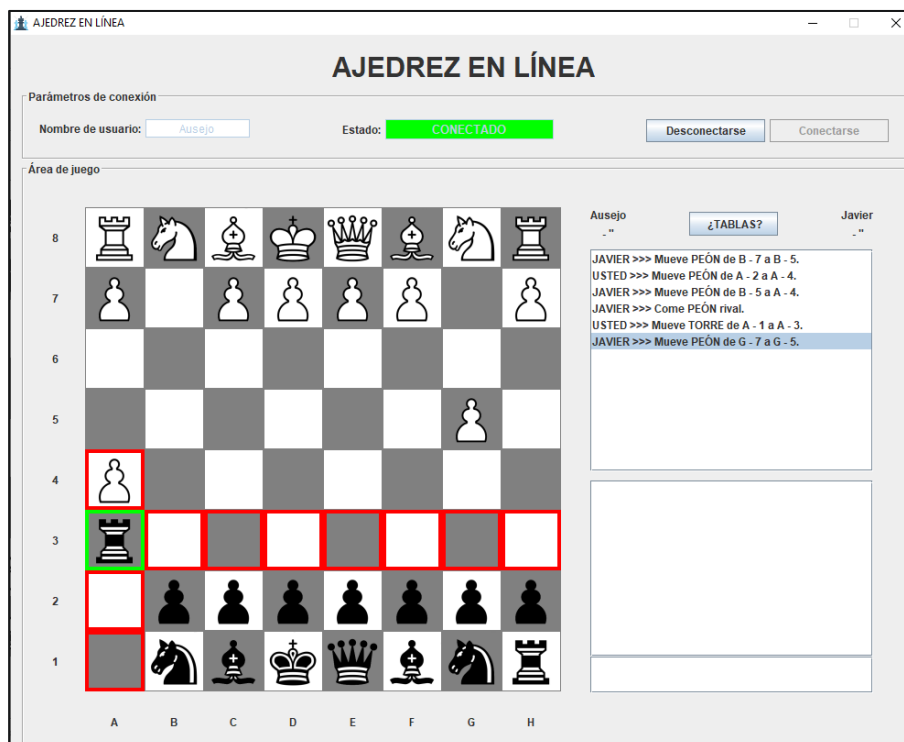 AJEDREZ EN LÍNEA
AJEDREZ EN LÍNEA
Parámetros de conexión
Nombre de usuario: Ausejo Estado: CONECTADO Desconectarse Conectarse
Área de juego
Ausejo ¿TABLAS? Javier
- " - "
JAVIER >>> Mueve PEÓN de B - 7 a B - 5.
USTED >>> Mueve PEÓN de A - 2 a A - 4.
JAVIER >>> Mueve PEÓN de B - 5 a A - 4.
JAVIER >>> Come PEÓN rival.
USTED >>> Mueve TORRE de A - 1 a A - 3.
JAVIER >>> Mueve PEÓN de G - 7 a G - 5.
8
7
6
5
4
3
2
1
A B C D E F G H